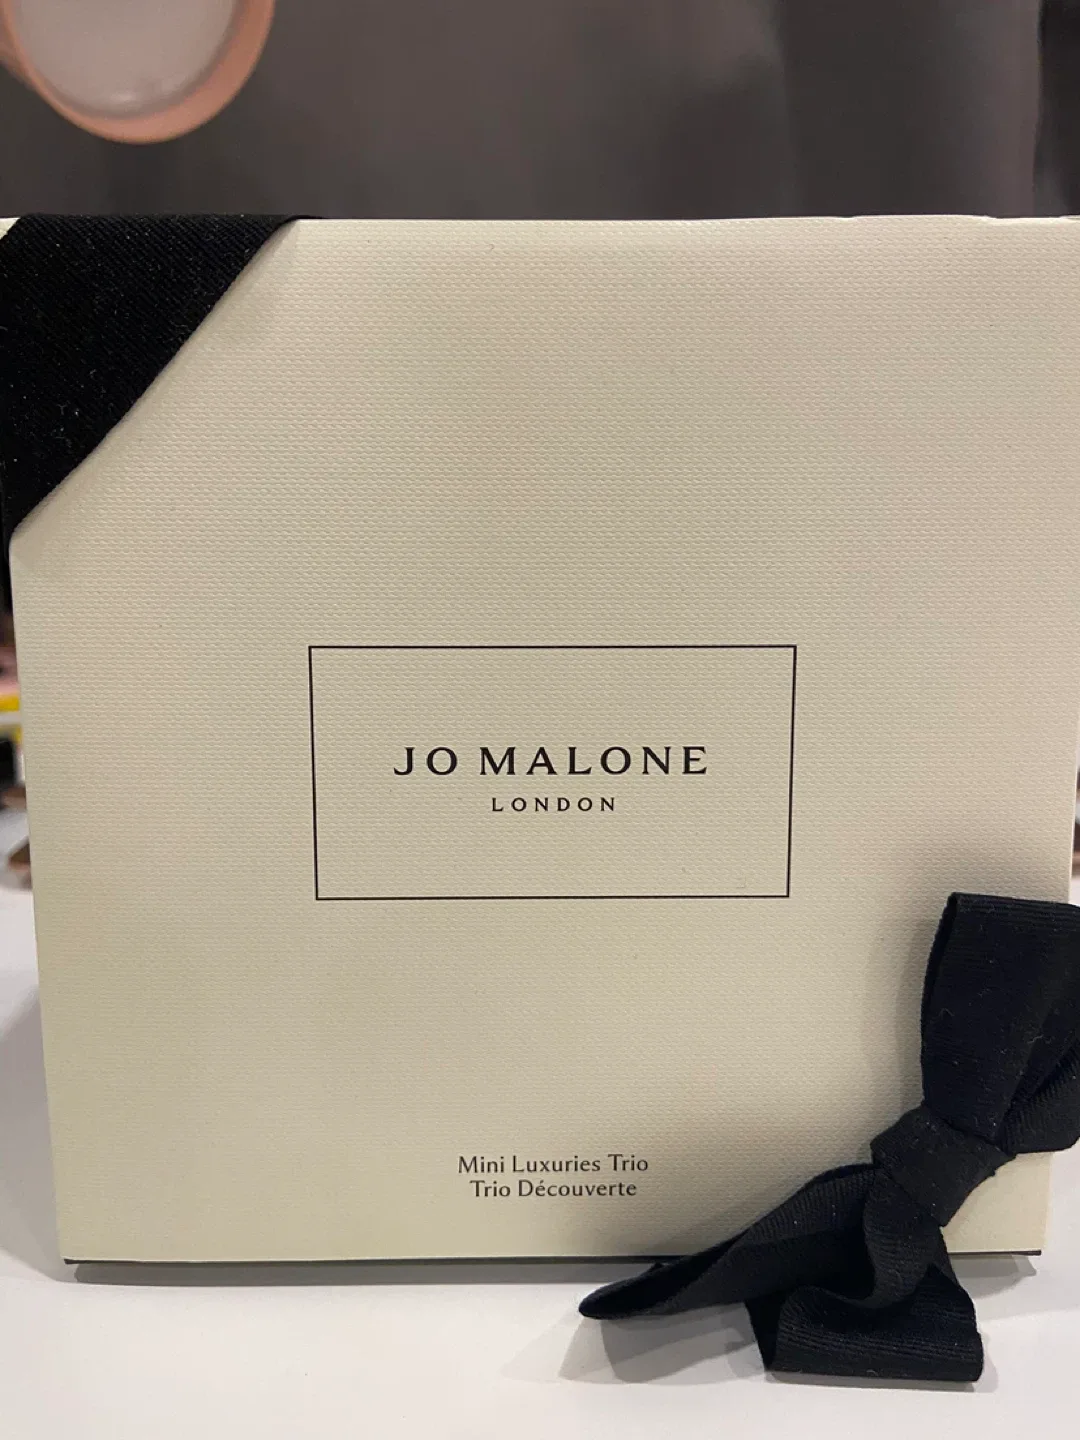 JO MALONE
LONDON
Mini Luxuries Trio
Trio Découverte